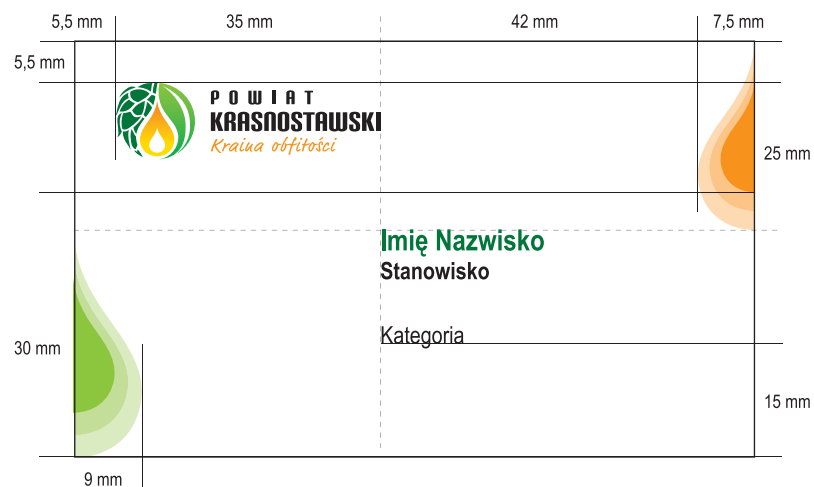 5,5 mm 35 mm 42 mm 7,5 mm
5,5 mm
POWIAT
KRASNOSTAWSKI
Kraina obfitości
25 mm
Imię Nazwisko
Stanowisko
Kategoria
30 mm
15 mm
9 mm